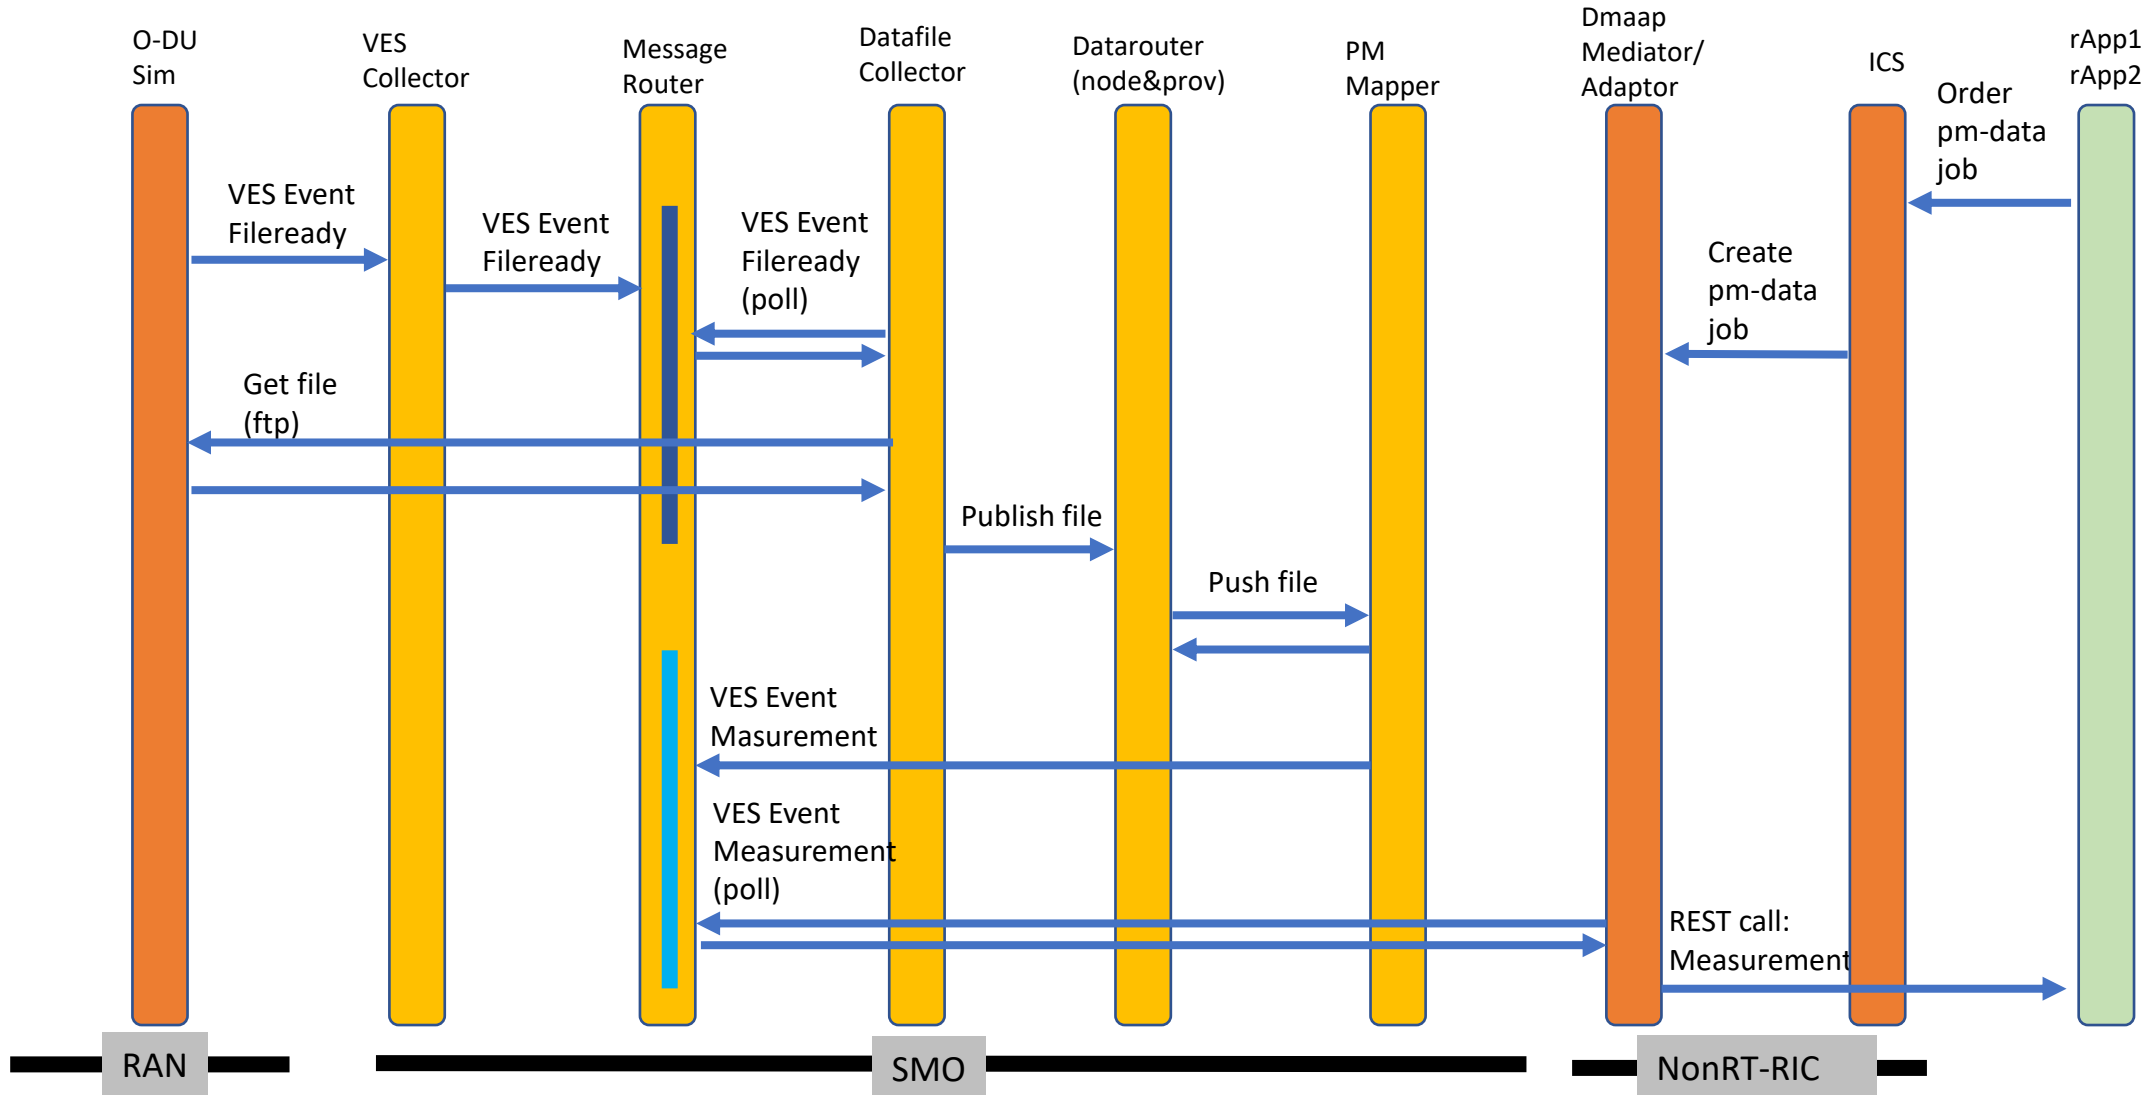 O-DU
Sim
VES
Collector
Message
Router
Datafile
Collector
Datarouter
(node&prov)
PM
Mapper
Dmaap
Mediator/
Adaptor
ICS
rApp1
rApp2
Order
pm-data
job
VES Event
Fileready
VES Event
Fileready
VES Event
Fileready
(poll)
Create
pm-data
job
Get file
(ftp)
Publish file
Push file
VES Event
Masurement
VES Event
Measurement
(poll)
REST call:
Measurement
RAN
SMO
NonRT-RIC